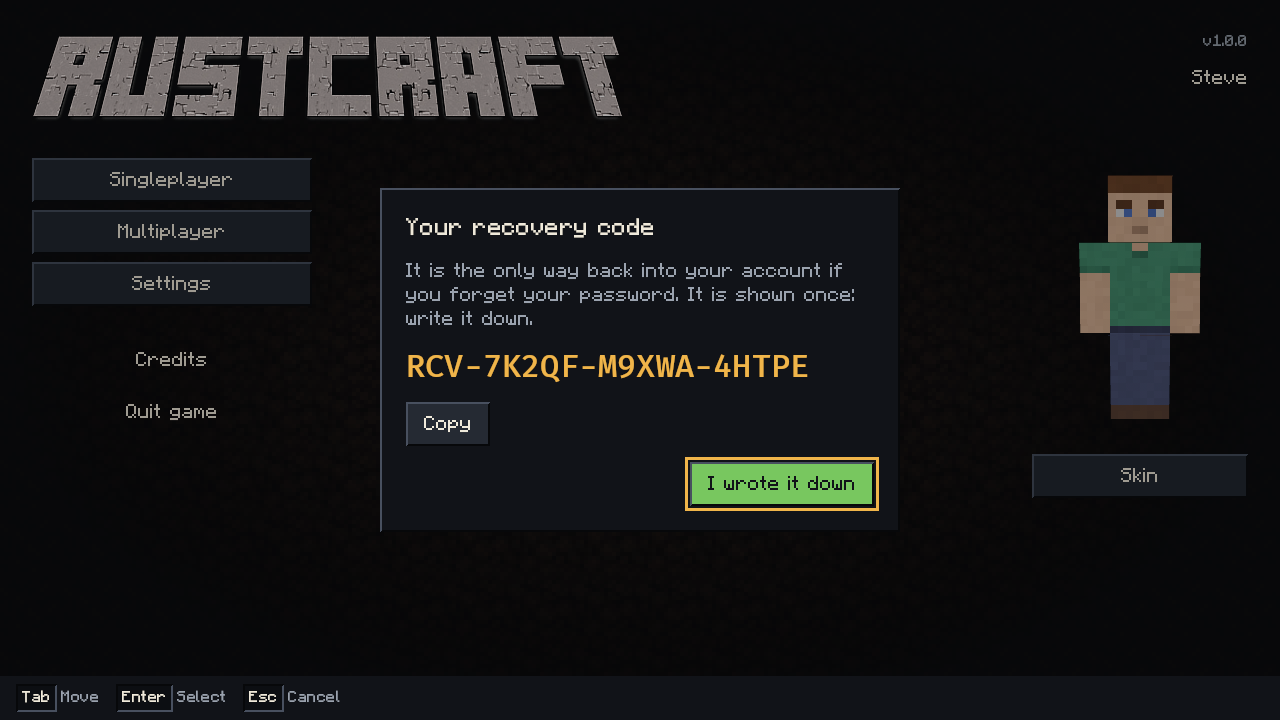 RUSTCRAFT
v1.0.0
Steve
Singleplayer
Multiplayer
Settings
Credits
Quit game
Your recovery code
It is the only way back into your account if
you forget your password. It is shown once:
write it down.
RCV-7K2QF-M9XWA-4HTPE
Copy
I wrote it down
Skin
Tab Move Enter Select Esc Cancel